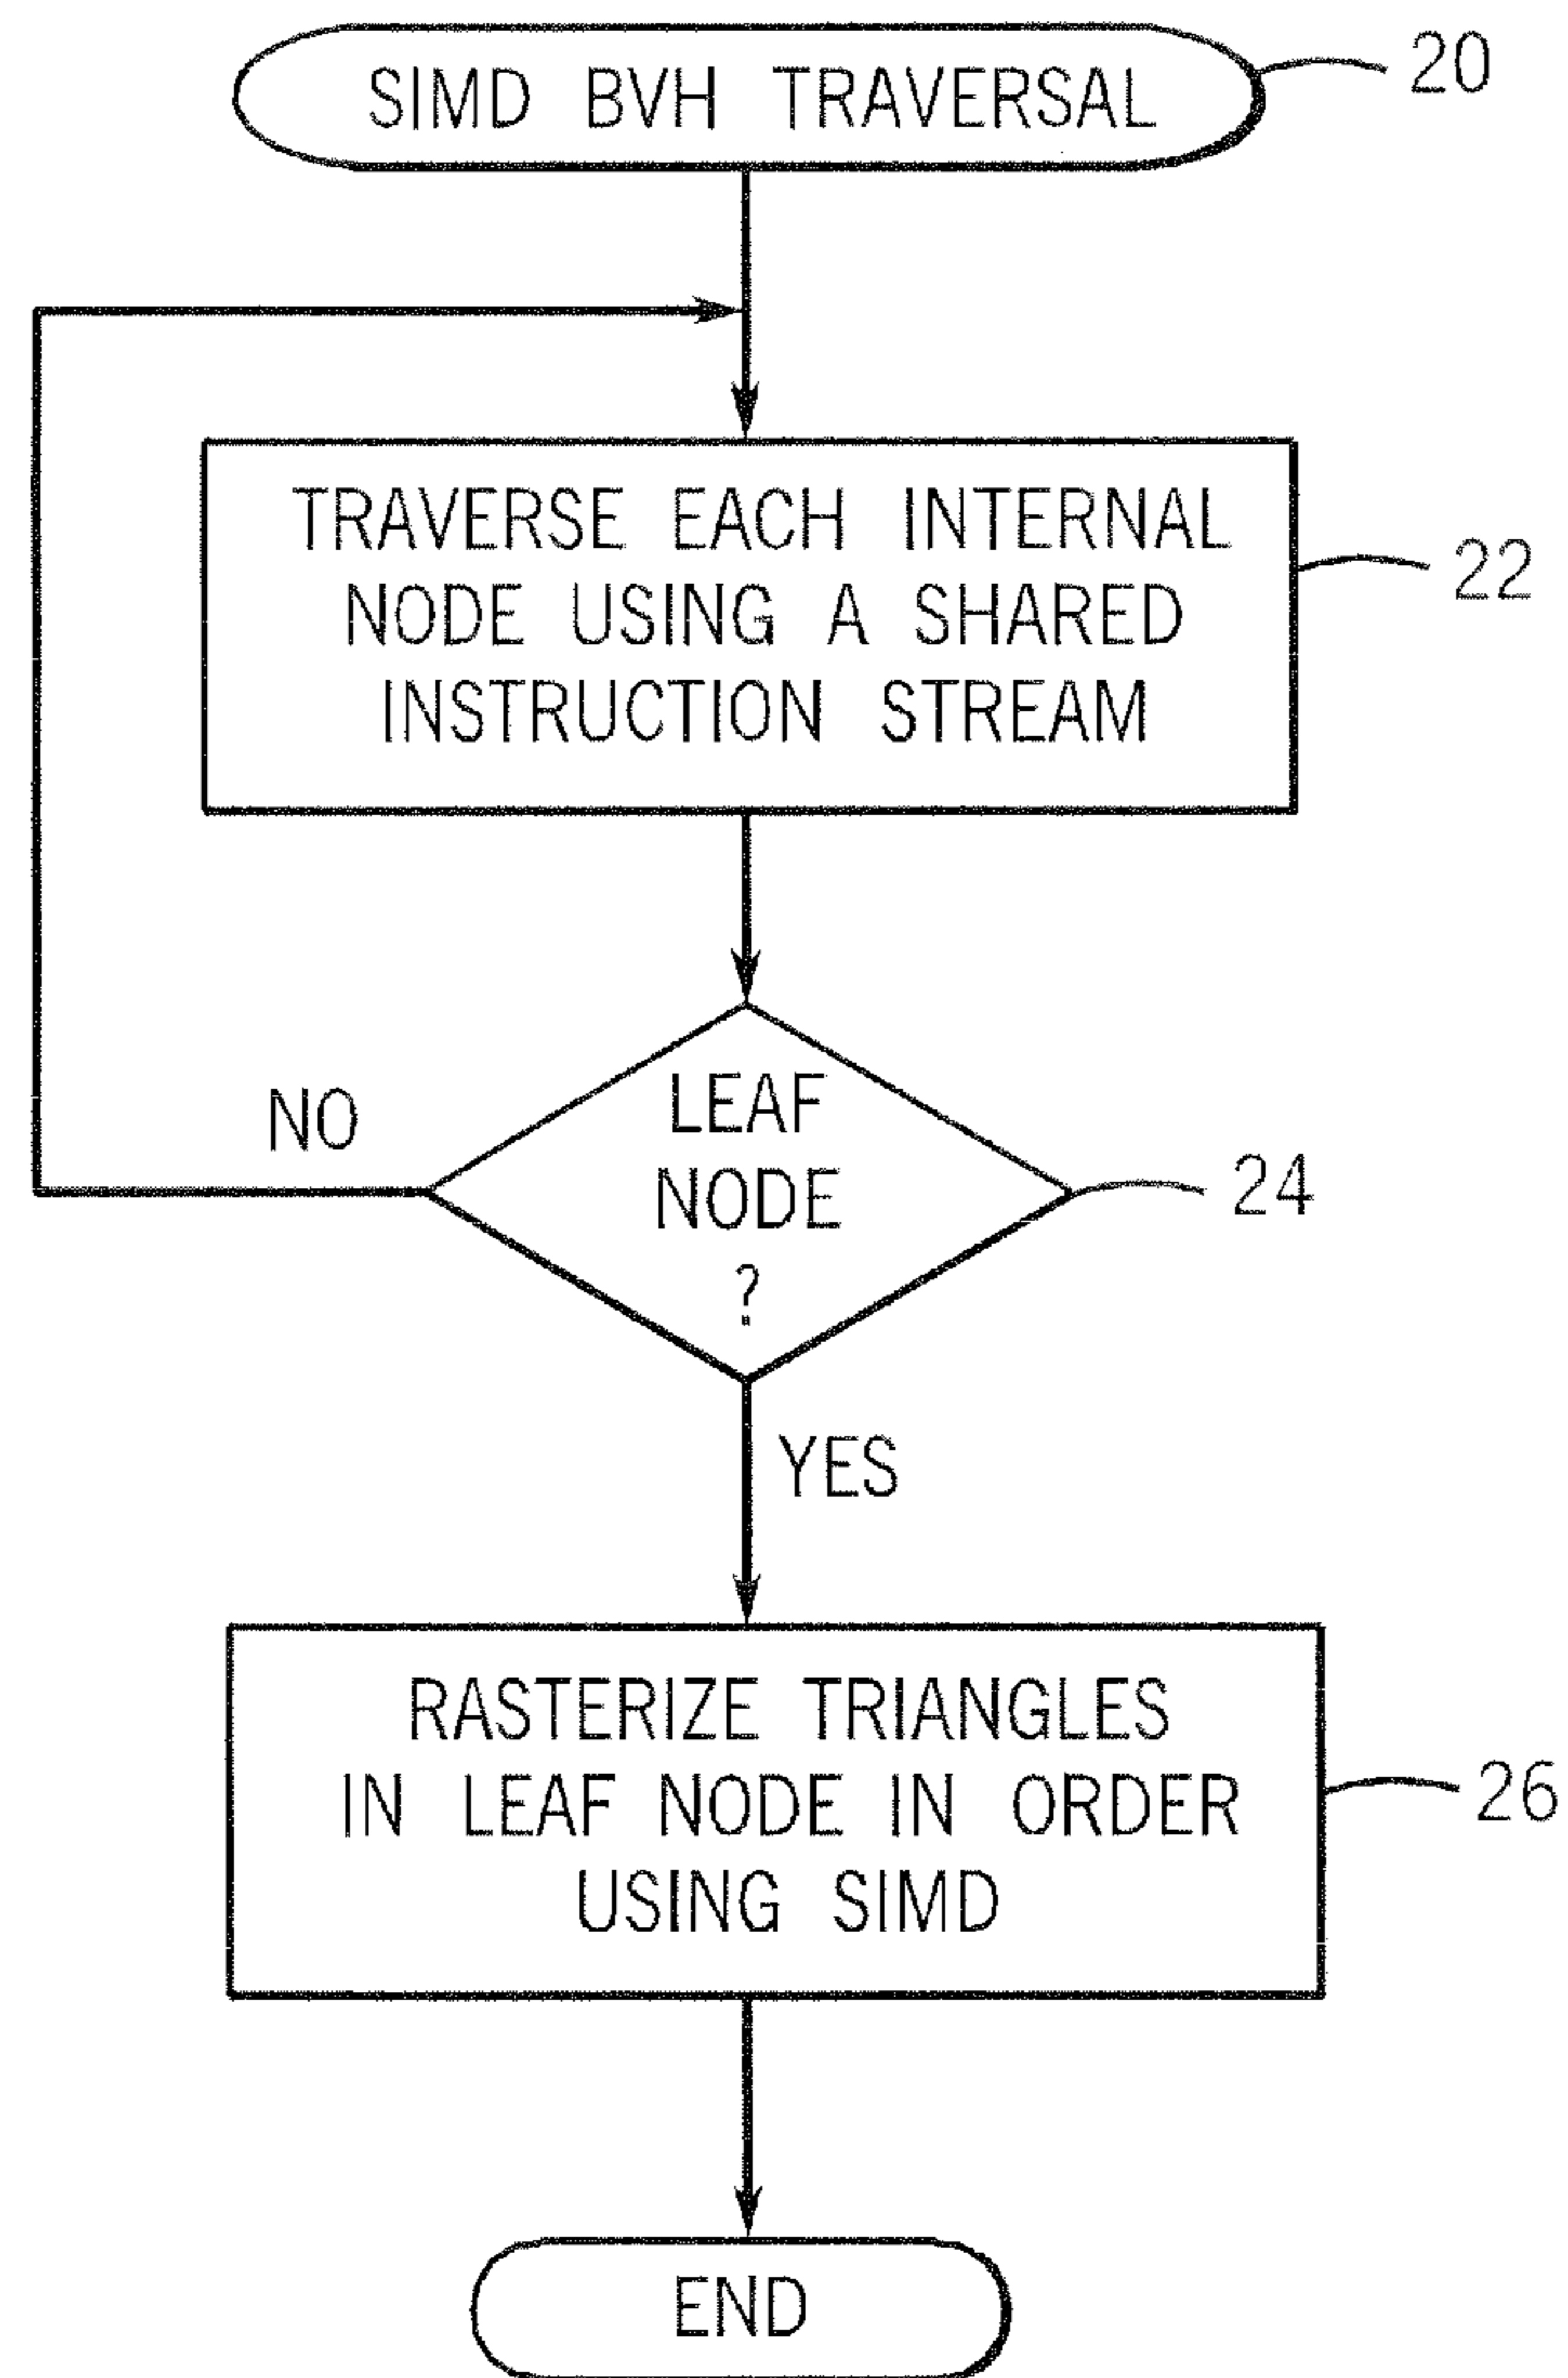 SIMD BVH TRAVERSAL
20
TRAVERSE EACH INTERNAL
NODE USING A SHARED
INSTRUCTION STREAM
22
LEAF
NODE
?
24
NO
YES
RASTERIZE TRIANGLES
IN LEAF NODE IN ORDER
USING SIMD
26
END